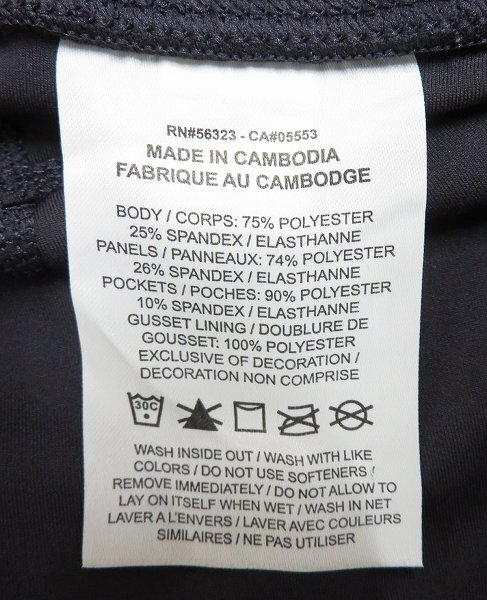 RN#56323 - CA#05553
MADE IN CAMBODIA
FABRIQUE AU CAMBODGE
BODY / CORPS: 75% POLYESTER
25% SPANDEX / ELASTHANNE
PANELS / PANNEAUX: 74% POLYESTER
26% SPANDEX / ELASTHANNE
POCKETS / POCHES: 90% POLYESTER
10% SPANDEX / ELASTHANNE
GUSSET LINING / DOUBLURE DE
GOUSSET: 100% POLYESTER
EXCLUSIVE OF DECORATION /
DECORATION NON COMPRISE
30C
WASH INSIDE OUT / WASH WITH LIKE
COLORS / DO NOT USE SOFTENERS /
REMOVE IMMEDIATELY / DO NOT ALLOW TO
LAY ON ITSELF WHEN WET / WASH IN NET
LAVER A L'ENVERS / LAVER AVEC COULEURS
SIMILAIRES / NE PAS UTILISER